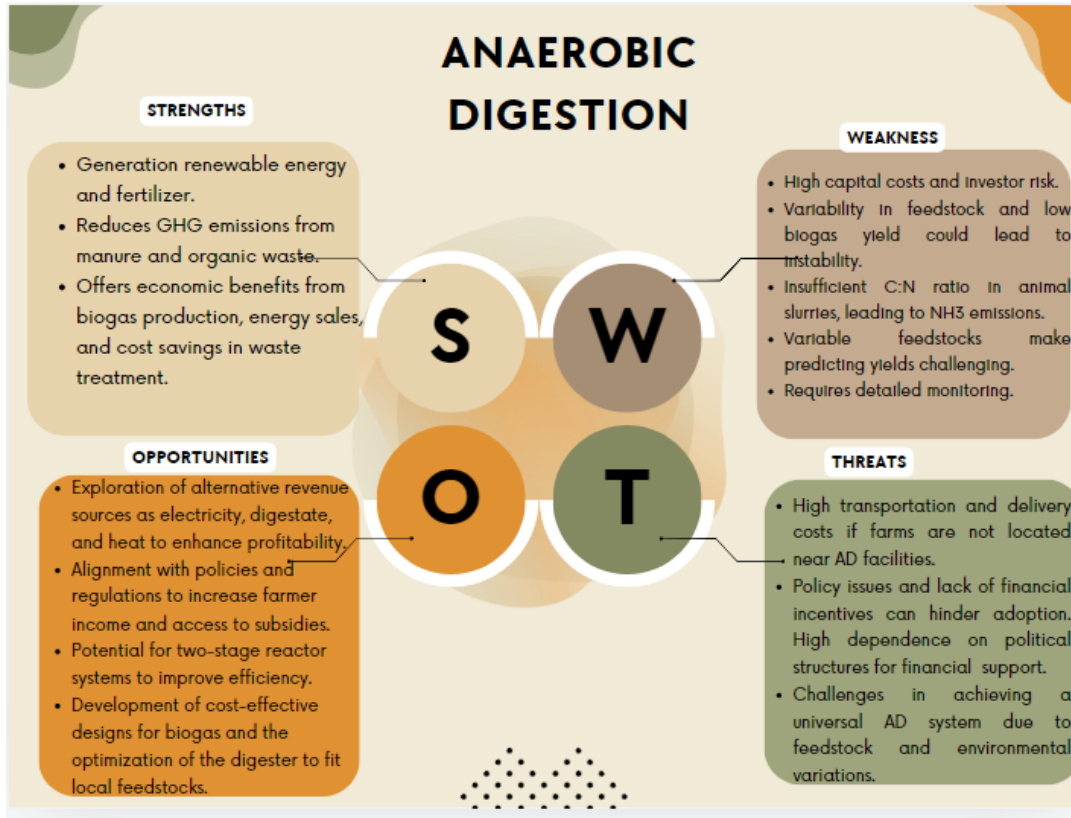 ANAEROBIC
DIGESTION
STRENGTHS
• Generation renewable energy
and fertilizer.
• Reduces GHG emissions from
manure and organic waste.
• Offers economic benefits from
biogas production, energy sales,
and cost savings in waste
treatment.
WEAKNESS
• High capital costs and investor risk.
• Variability in feedstock and low
biogas yield could lead to
instability.
• Insufficient C:N ratio in animal
slurries, leading to NH3 emissions.
• Variable feedstocks make
predicting yields challenging.
• Requires detailed monitoring.
S
W
O
T
OPPORTUNITIES
• Exploration of alternative revenue
sources as electricity, digestate,
and heat to enhance profitability.
• Alignment with policies and
regulations to increase farmer
income and access to subsidies.
• Potential for two-stage reactor
systems to improve efficiency.
• Development of cost-effective
designs for biogas and the
optimization of the digester to fit
local feedstocks.
THREATS
• High transportation and delivery
costs if farms are not located
near AD facilities.
• Policy issues and lack of financial
incentives can hinder adoption.
High dependence on political
structures for financial support.
• Challenges in achieving a
universal AD system due to
feedstock and environmental
variations.